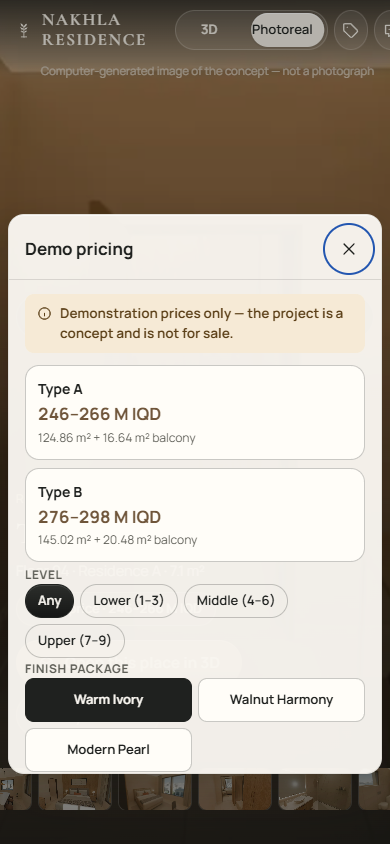 NAKHLA
RESIDENCE
3D
Photoreal
Computer-generated image of the concept — not a photograph
Demo pricing
Demonstration prices only — the project is a
concept and is not for sale.
Type A
246–266 M IQD
124.86 m² + 16.64 m² balcony
Type B
276–298 M IQD
145.02 m² + 20.48 m² balcony
LEVEL
Any
Lower (1–3)
Middle (4–6)
Upper (7–9)
FINISH PACKAGE
Warm Ivory
Walnut Harmony
Modern Pearl